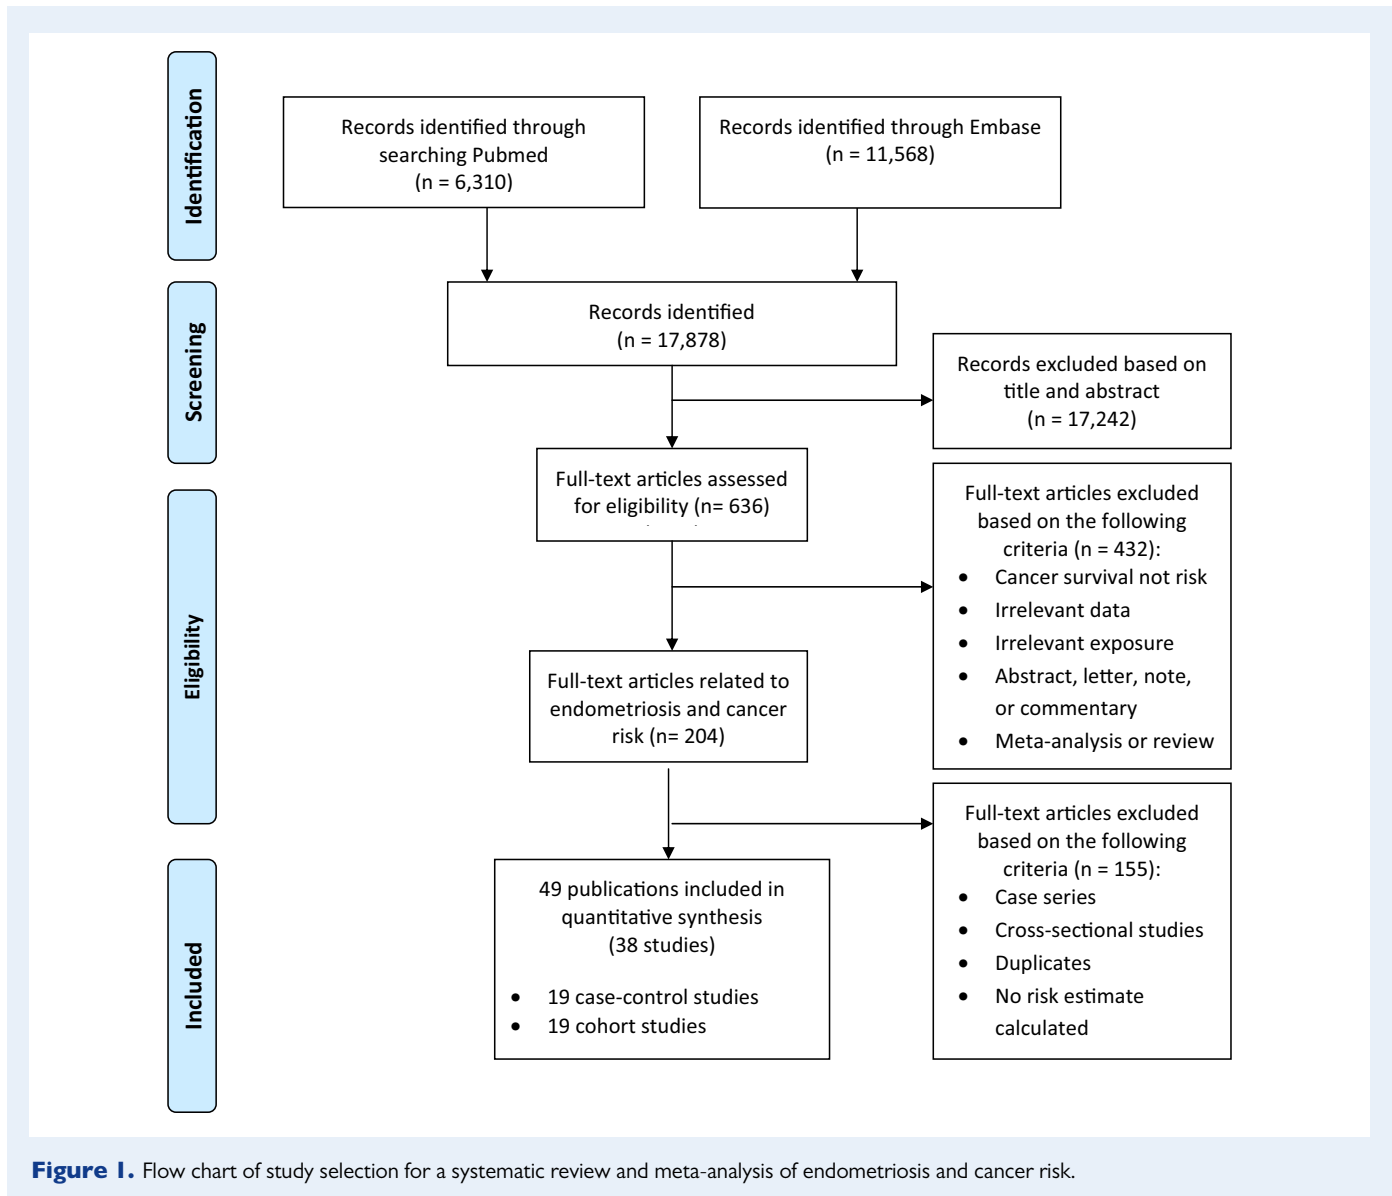 Identification
Records identified through
searching Pubmed
(n = 6,310)
Records identified through Embase
(n = 11,568)
Screening
Records identified
(n = 17,878)
Records excluded based on
title and abstract
(n = 17,242)
Eligibility
Full-text articles assessed
for eligibility (n= 636)
Full-text articles excluded
based on the following
criteria (n = 432):
• Cancer survival not risk
• Irrelevant data
• Irrelevant exposure
• Abstract, letter, note,
or commentary
• Meta-analysis or review
Full-text articles related to
endometriosis and cancer
risk (n= 204)
Full-text articles excluded
based on the following
criteria (n = 155):
• Case series
• Cross-sectional studies
• Duplicates
• No risk estimate
calculated
Included
49 publications included in
quantitative synthesis
(38 studies)
• 19 case-control studies
• 19 cohort studies
Figure 1. Flow chart of study selection for a systematic review and meta-analysis of endometriosis and cancer risk.